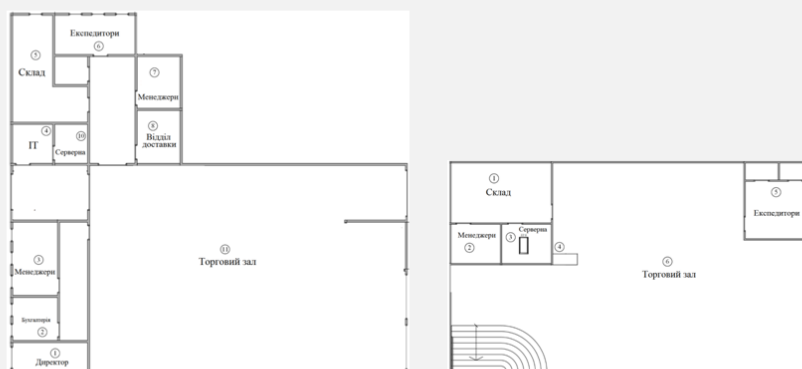 Експедитори
6
5
Склад
7
Менеджери
4
ІТ
10
Серверна
8
Відділ
доставки
3
Менеджери
11
Торговий зал
Бухгалтерія
2
1
Директор
1
Склад
Менеджери
2
3
Серверна
4
5
Експедитори
6
Торговий зал